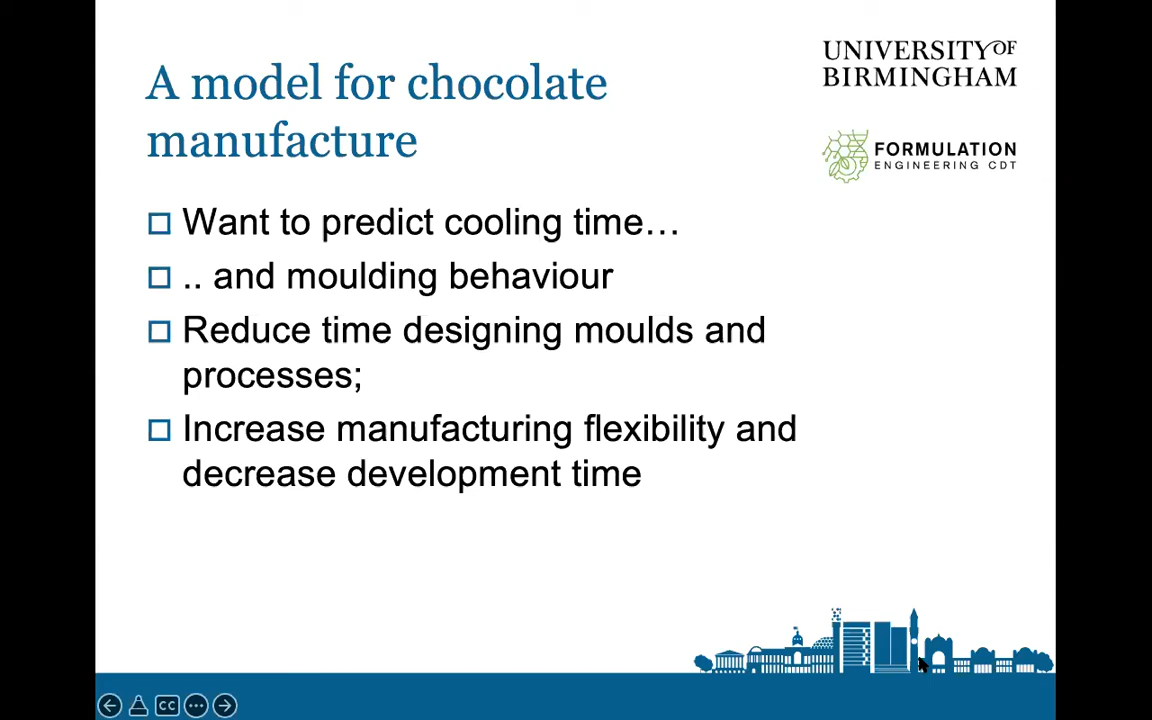 A model for chocolate
manufacture
UNIVERSITY OF
BIRMINGHAM
FORMULATION
ENGINEERING CDT
Want to predict cooling time…
.. and moulding behaviour
Reduce time designing moulds and
processes;
Increase manufacturing flexibility and
decrease development time
CC